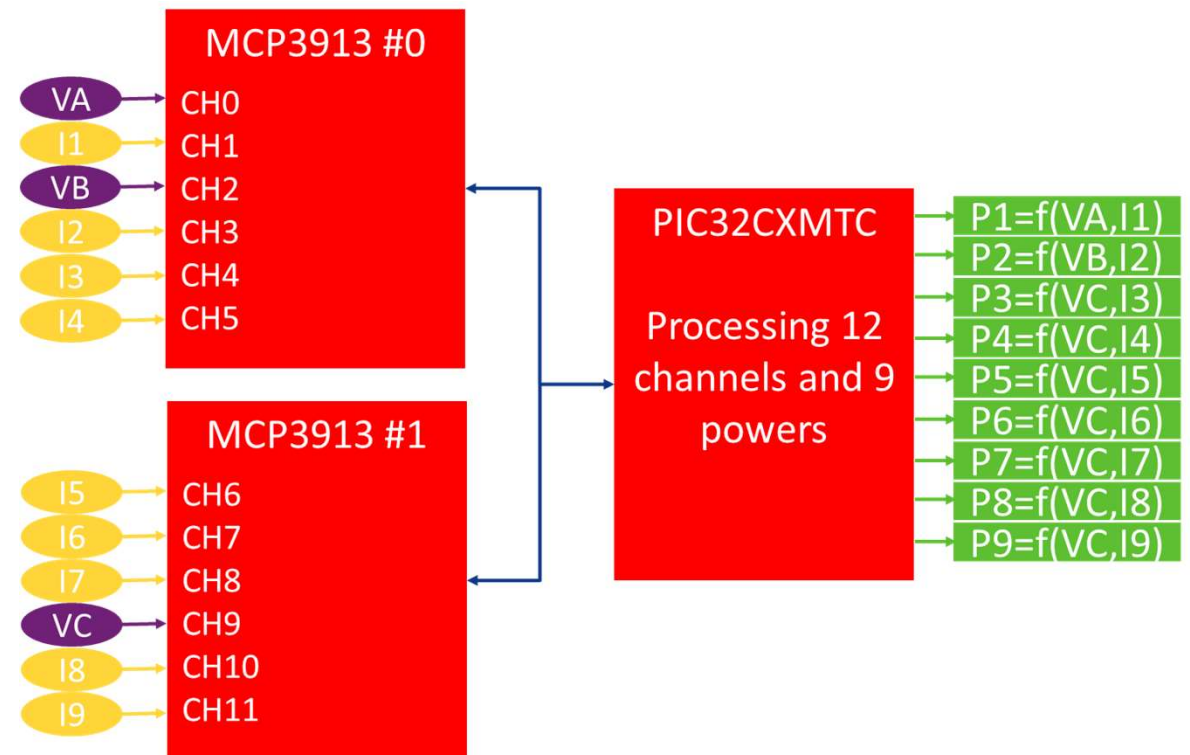 MCP3913 #0
VA
CH0
I1
CH1
VB
CH2
I2
CH3
I3
CH4
I4
CH5
MCP3913 #1
I5
CH6
I6
CH7
I7
CH8
VC
CH9
I8
CH10
I9
CH11
PIC32CXMTC
Processing 12
channels and 9
powers
P1=f(VA,I1)
P2=f(VB,I2)
P3=f(VC,I3)
P4=f(VC,I4)
P5=f(VC,I5)
P6=f(VC,I6)
P7=f(VC,I7)
P8=f(VC,I8)
P9=f(VC,I9)